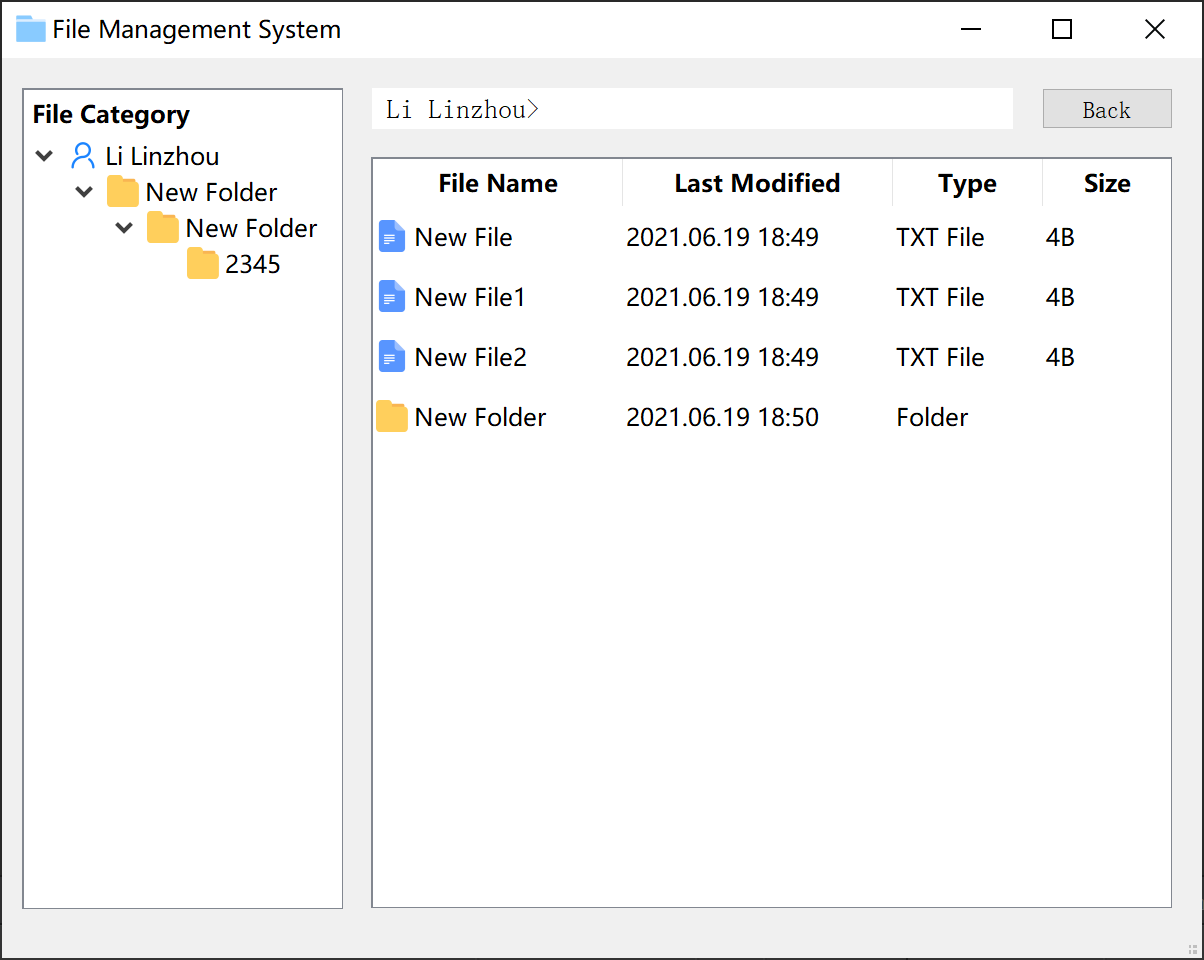 File Management System
File Category
Li Linzhou
New Folder
New Folder
2345
Li Linzhou>
Back
File Name Last Modified Type Size
New File 2021.06.19 18:49 TXT File 4B
New File1 2021.06.19 18:49 TXT File 4B
New File2 2021.06.19 18:49 TXT File 4B
New Folder 2021.06.19 18:50 Folder